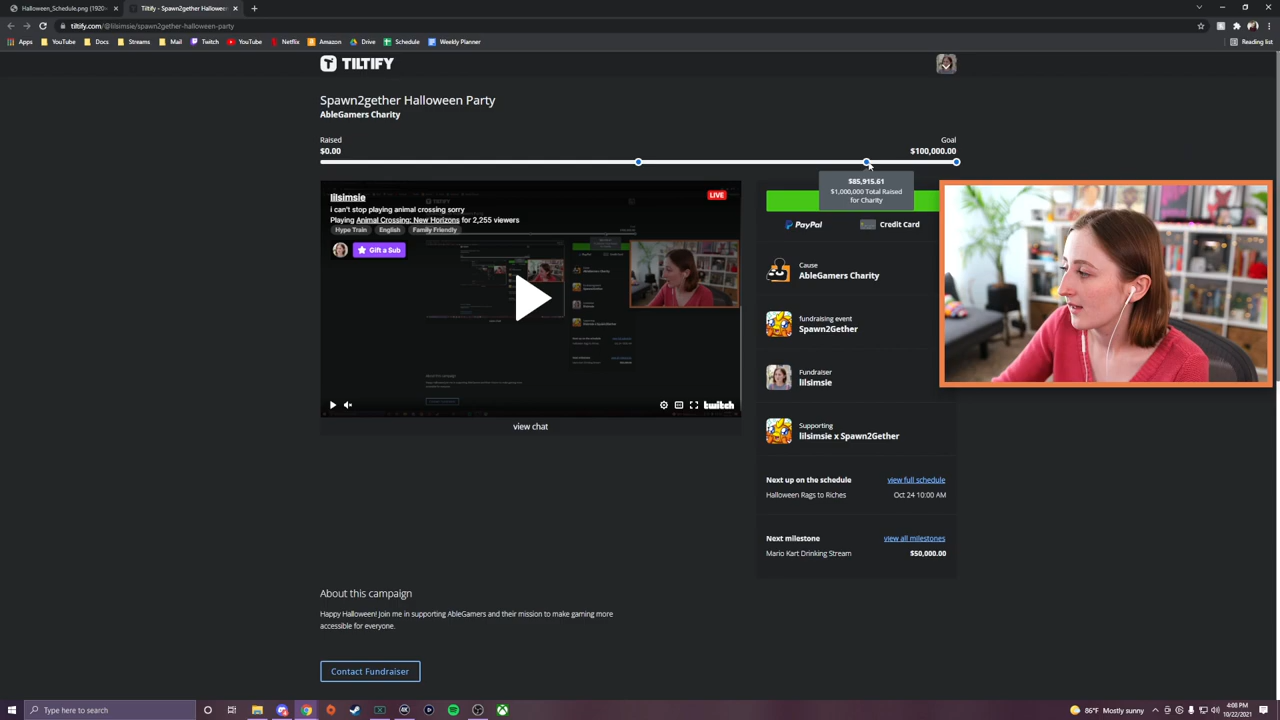 Halloween_Schedule.png (1920×
Tiltify - Spawn2gether Hallowee
tiltify.com/@lilsimsie/spawn2gether-halloween-party
Apps
YouTube
Docs
Streams
Mail
Twitch
YouTube
Netflix
Amazon
Drive
Schedule
Weekly Planner
Reading list
TILTIFY
Spawn2gether Halloween Party
AbleGamers Charity
Raised
Goal
$0.00
$100,000.00
$85,915.61
$1,000,000 Total Raised
for Charity
lilsimsie
LIVE
i can't stop playing animal crossing sorry
Playing Animal Crossing: New Horizons for 2,255 viewers
Hype Train
English
Family Friendly
Gift a Sub
twitch
view chat
PayPal
Credit Card
Cause
AbleGamers Charity
fundraising event
Spawn2Gether
Fundraiser
lilsimsie
Supporting
lilsimsie x Spawn2Gether
Next up on the schedule
view full schedule
Halloween Rags to Riches
Oct 24 10:00 AM
Next milestone
view all milestones
Mario Kart Drinking Stream
$50,000.00
About this campaign
Happy Halloween! Join me in supporting AbleGamers and their mission to make gaming more
accessible for everyone.
Contact Fundraiser
Type here to search
86°F Mostly sunny
4:08 PM
10/22/2021